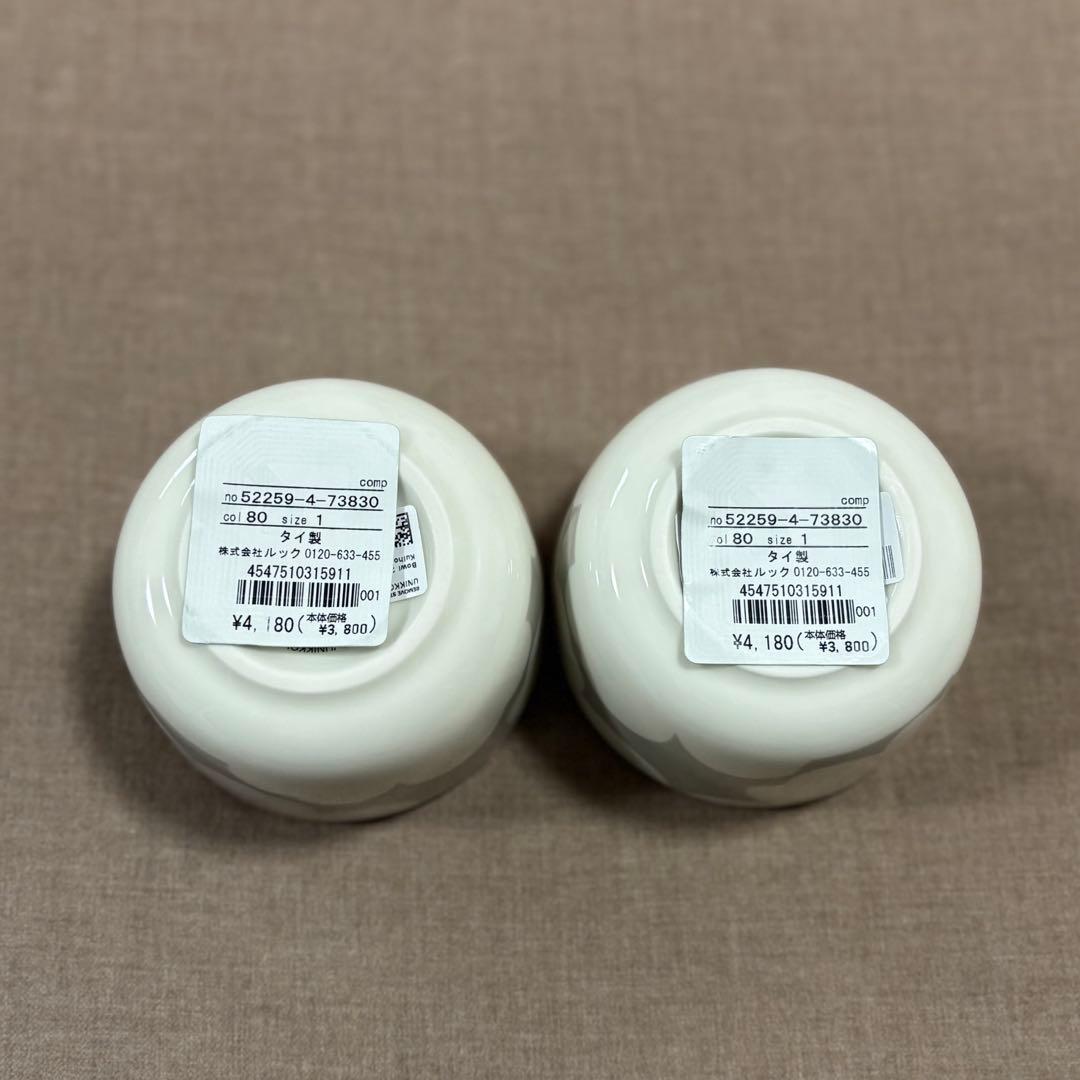 comp
no 52259-4-73830
col 80 size 1
タイ製
株式会社ルック 0120-633-455
4547510315911
001
¥4,180(本体価格 ¥3,800)
Bowl
UNIKKO
UNIKKO
comp
no 52259-4-73830
col 80 size 1
タイ製
株式会社ルック 0120-633-455
4547510315911
001
¥4,180(本体価格 ¥3,800)